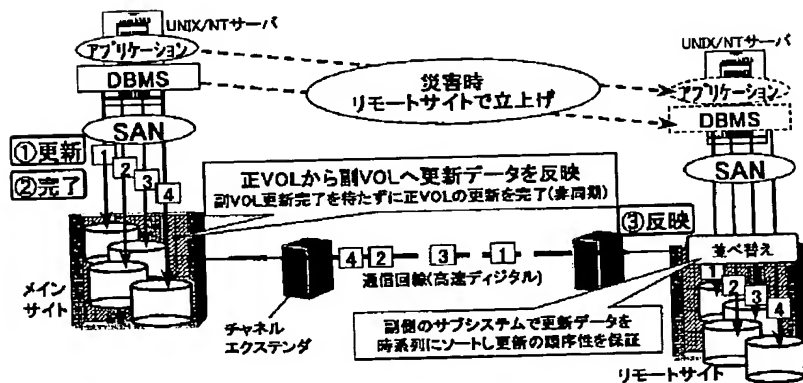 UNIX/NTサーバ
アプリケーション
DBMS
SAN
①更新
②完了
1
2
3
4
メイン
サイト
災害時
リモートサイトで立上げ
正VOLから副VOLへ更新データを反映
副VOL更新完了を待たずに正VOLの更新を完了(非同期)
4
2
3
1
通信回線(高速ディジタル)
チャネル
エクステンダ
③反映
副側のサブシステムで更新データを
時系列にソートし更新の順序性を保証
UNIX/NTサーバ
アプリケーション
DBMS
SAN
並べ替え
1
2
3
4
リモートサイト